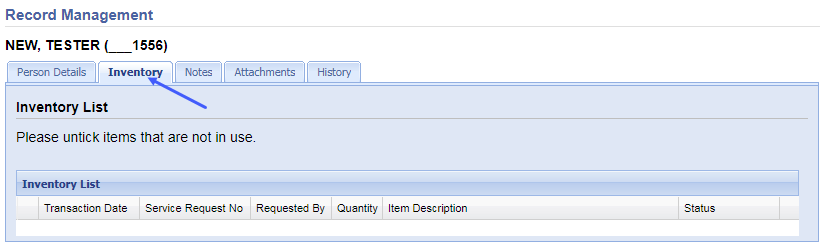 Record Management
NEW, TESTER (___1556)
Person Details Inventory Notes Attachments History
Inventory List
Please untick items that are not in use.
Inventory List
Transaction Date Service Request No Requested By Quantity Item Description Status